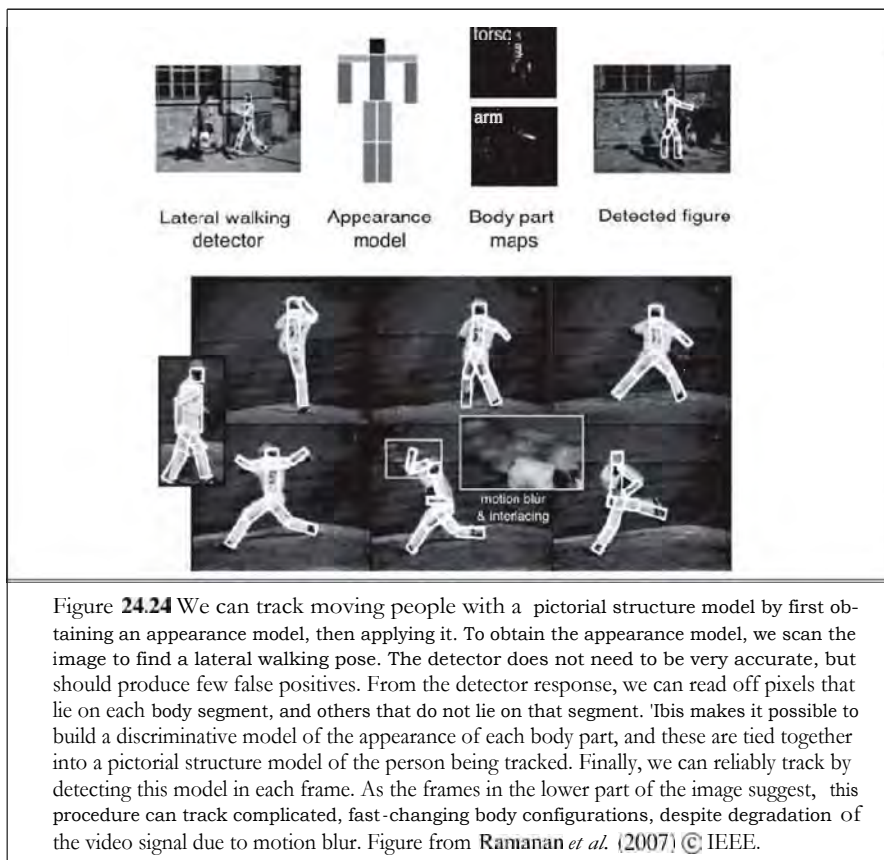 torsc
arm
Lateral walking
detector
Appearance
model
Body part
maps
Detected figure
motion blur
& interlacing
Figure 24.24 We can track moving people with a pictorial structure model by first ob-
taining an appearance model, then applying it. To obtain the appearance model, we scan the
image to find a lateral walking pose. The detector does not need to be very accurate, but
should produce few false positives. From the detector response, we can read off pixels that
lie on each body segment, and others that do not lie on that segment. 'Ibis makes it possible to
build a discriminative model of the appearance of each body part, and these are tied together
into a pictorial structure model of the person being tracked. Finally, we can reliably track by
detecting this model in each frame. As the frames in the lower part of the image suggest, this
procedure can track complicated, fast-changing body configurations, despite degradation of
the video signal due to motion blur. Figure from Ramanan et al. (2007) © IEEE.